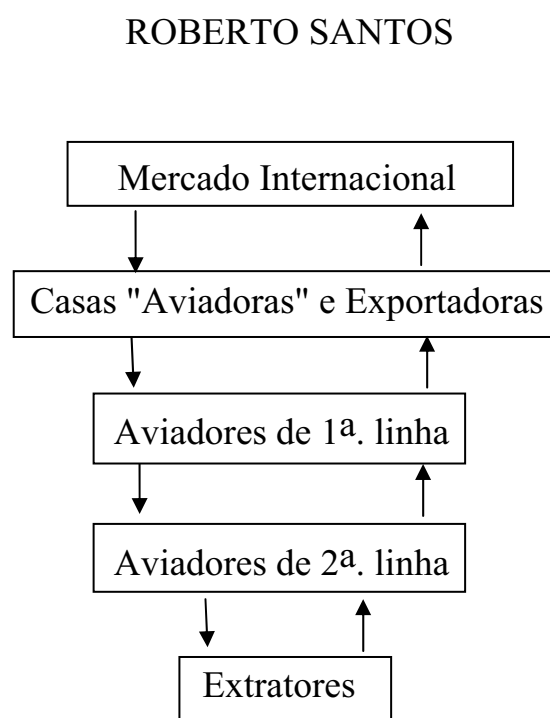 ROBERTO SANTOS
Mercado Internacional
Casas "Aviadoras" e Exportadoras
Aviadores de 1ª. linha
Aviadores de 2ª. linha
Extratores